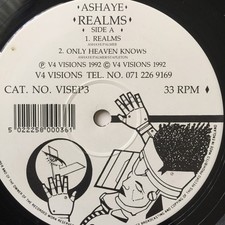 ASHAYE
REALMS
SIDE A
1. REALMS
2. ONLY HEAVEN KNOWS
Ⓟ V4 VISIONS 1992 © V4 VISIONS 1992
V4 VISIONS TEL. NO. 071 226 9169
CAT. NO. VISEP3 33 RPM
5022258000361